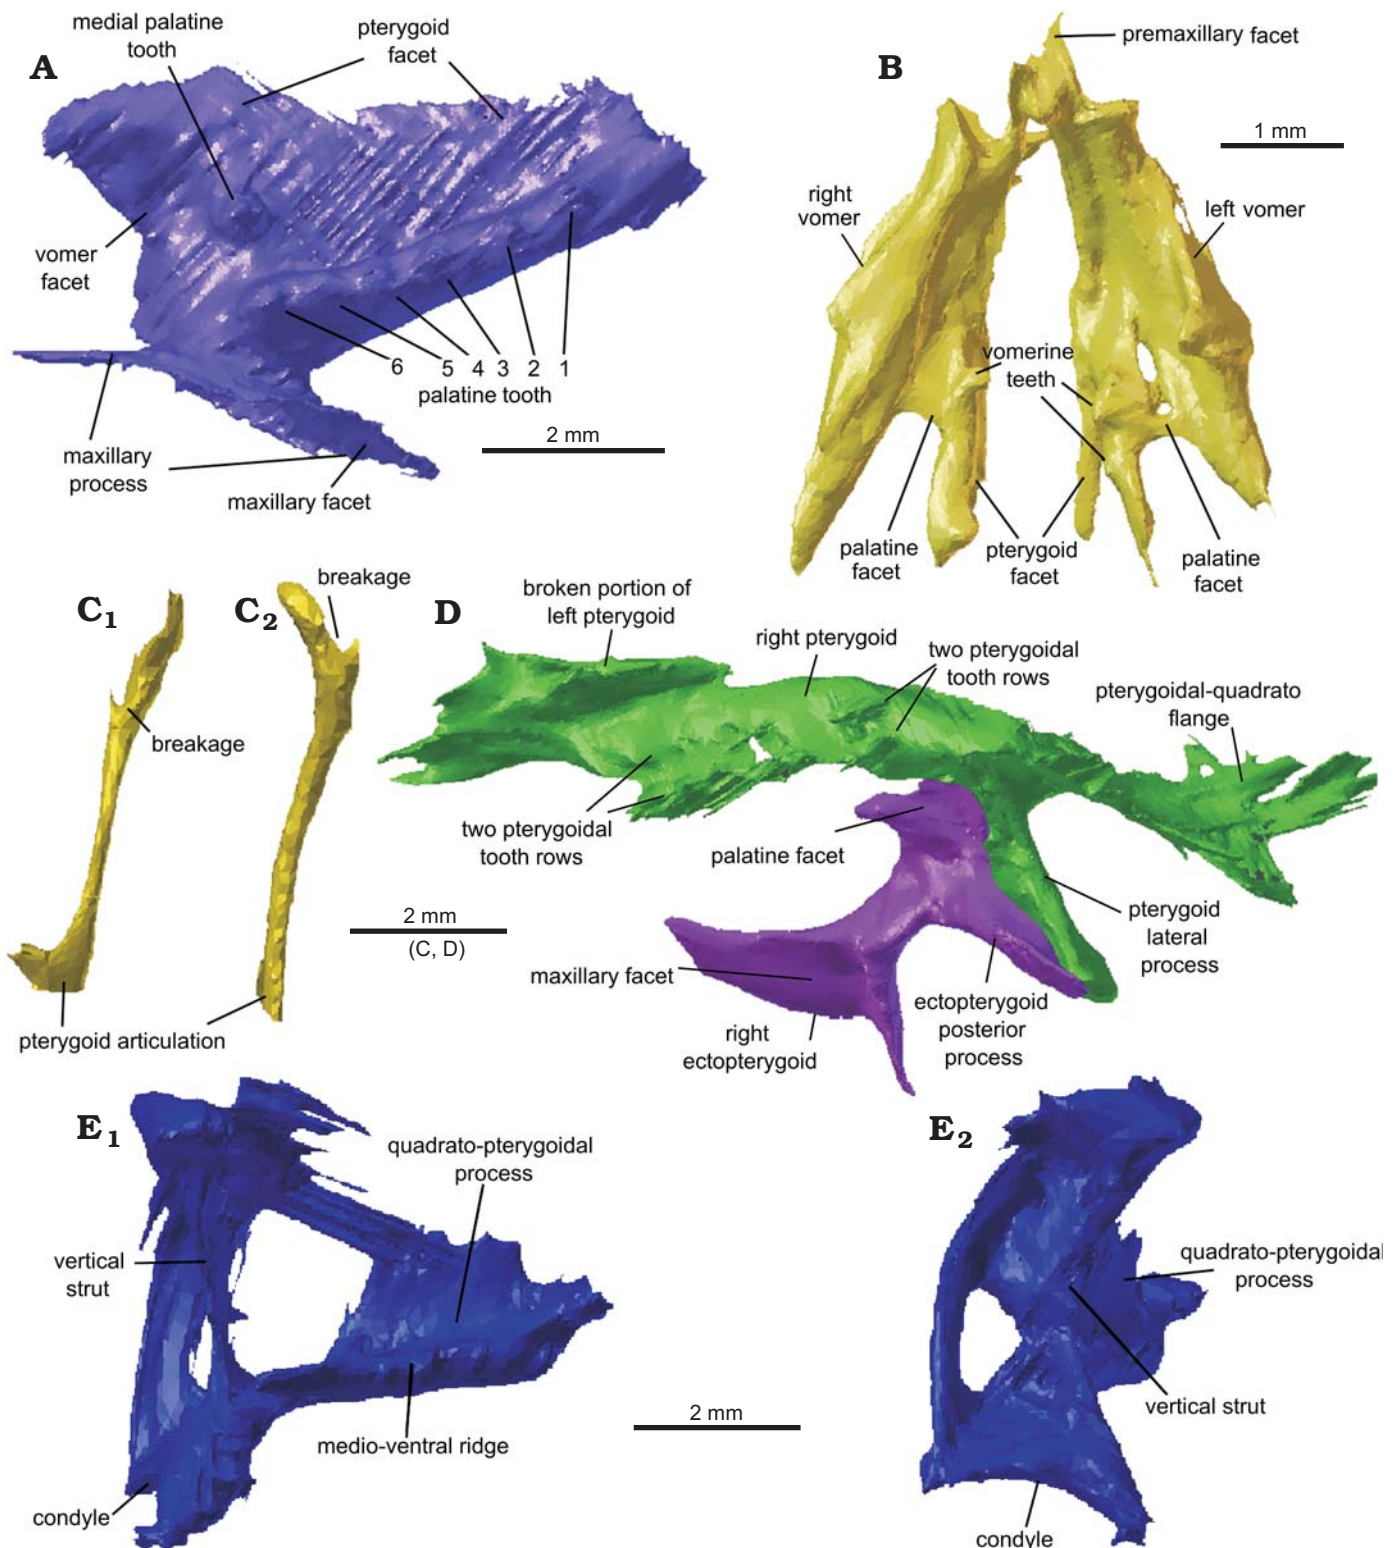 A
medial palatine
tooth
pterygoid
facet
vomer
facet
6 5 4 3 2 1
palatine tooth
maxillary
process
maxillary facet
2 mm
B
premaxillary facet
1 mm
right
vomer
left vomer
vomerine
teeth
palatine
facet
pterygoid
facet
palatine
facet
C1
breakage
C2
breakage
pterygoid articulation
2 mm
(C, D)
D
broken portion of
left pterygoid
right pterygoid
two pterygoidal
tooth rows
pterygoidal-quadrato
flange
two pterygoidal
tooth rows
palatine facet
pterygoid
lateral
process
maxillary facet
right
ectopterygoid
ectopterygoid
posterior
process
E1
quadrato-pterygoidal
process
vertical
strut
medio-ventral ridge
condyle
2 mm
E2
quadrato-pterygoidal
process
vertical strut
condyle